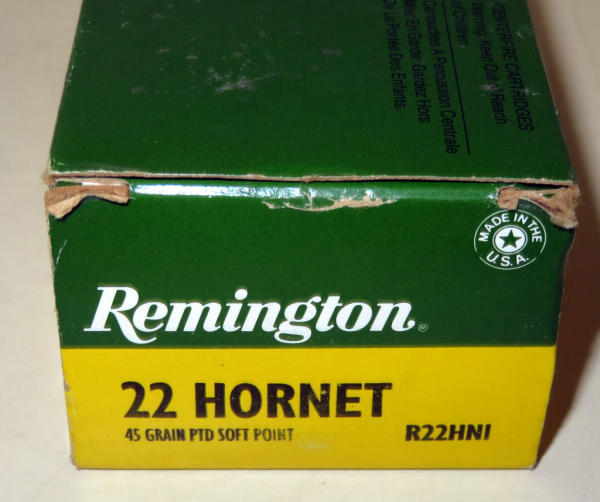 CENTERFIRE CARTRIDGES
Warning: Keep Out of Reach
of Children.
Cartouches A Percussion Centrale
Mise En Garde: Gardez Hors
De La Portée Des Enfants.
MADE IN THE
U.S.A.
Remington®
22 HORNET
45 GRAIN PTD SOFT POINT
R22HN1